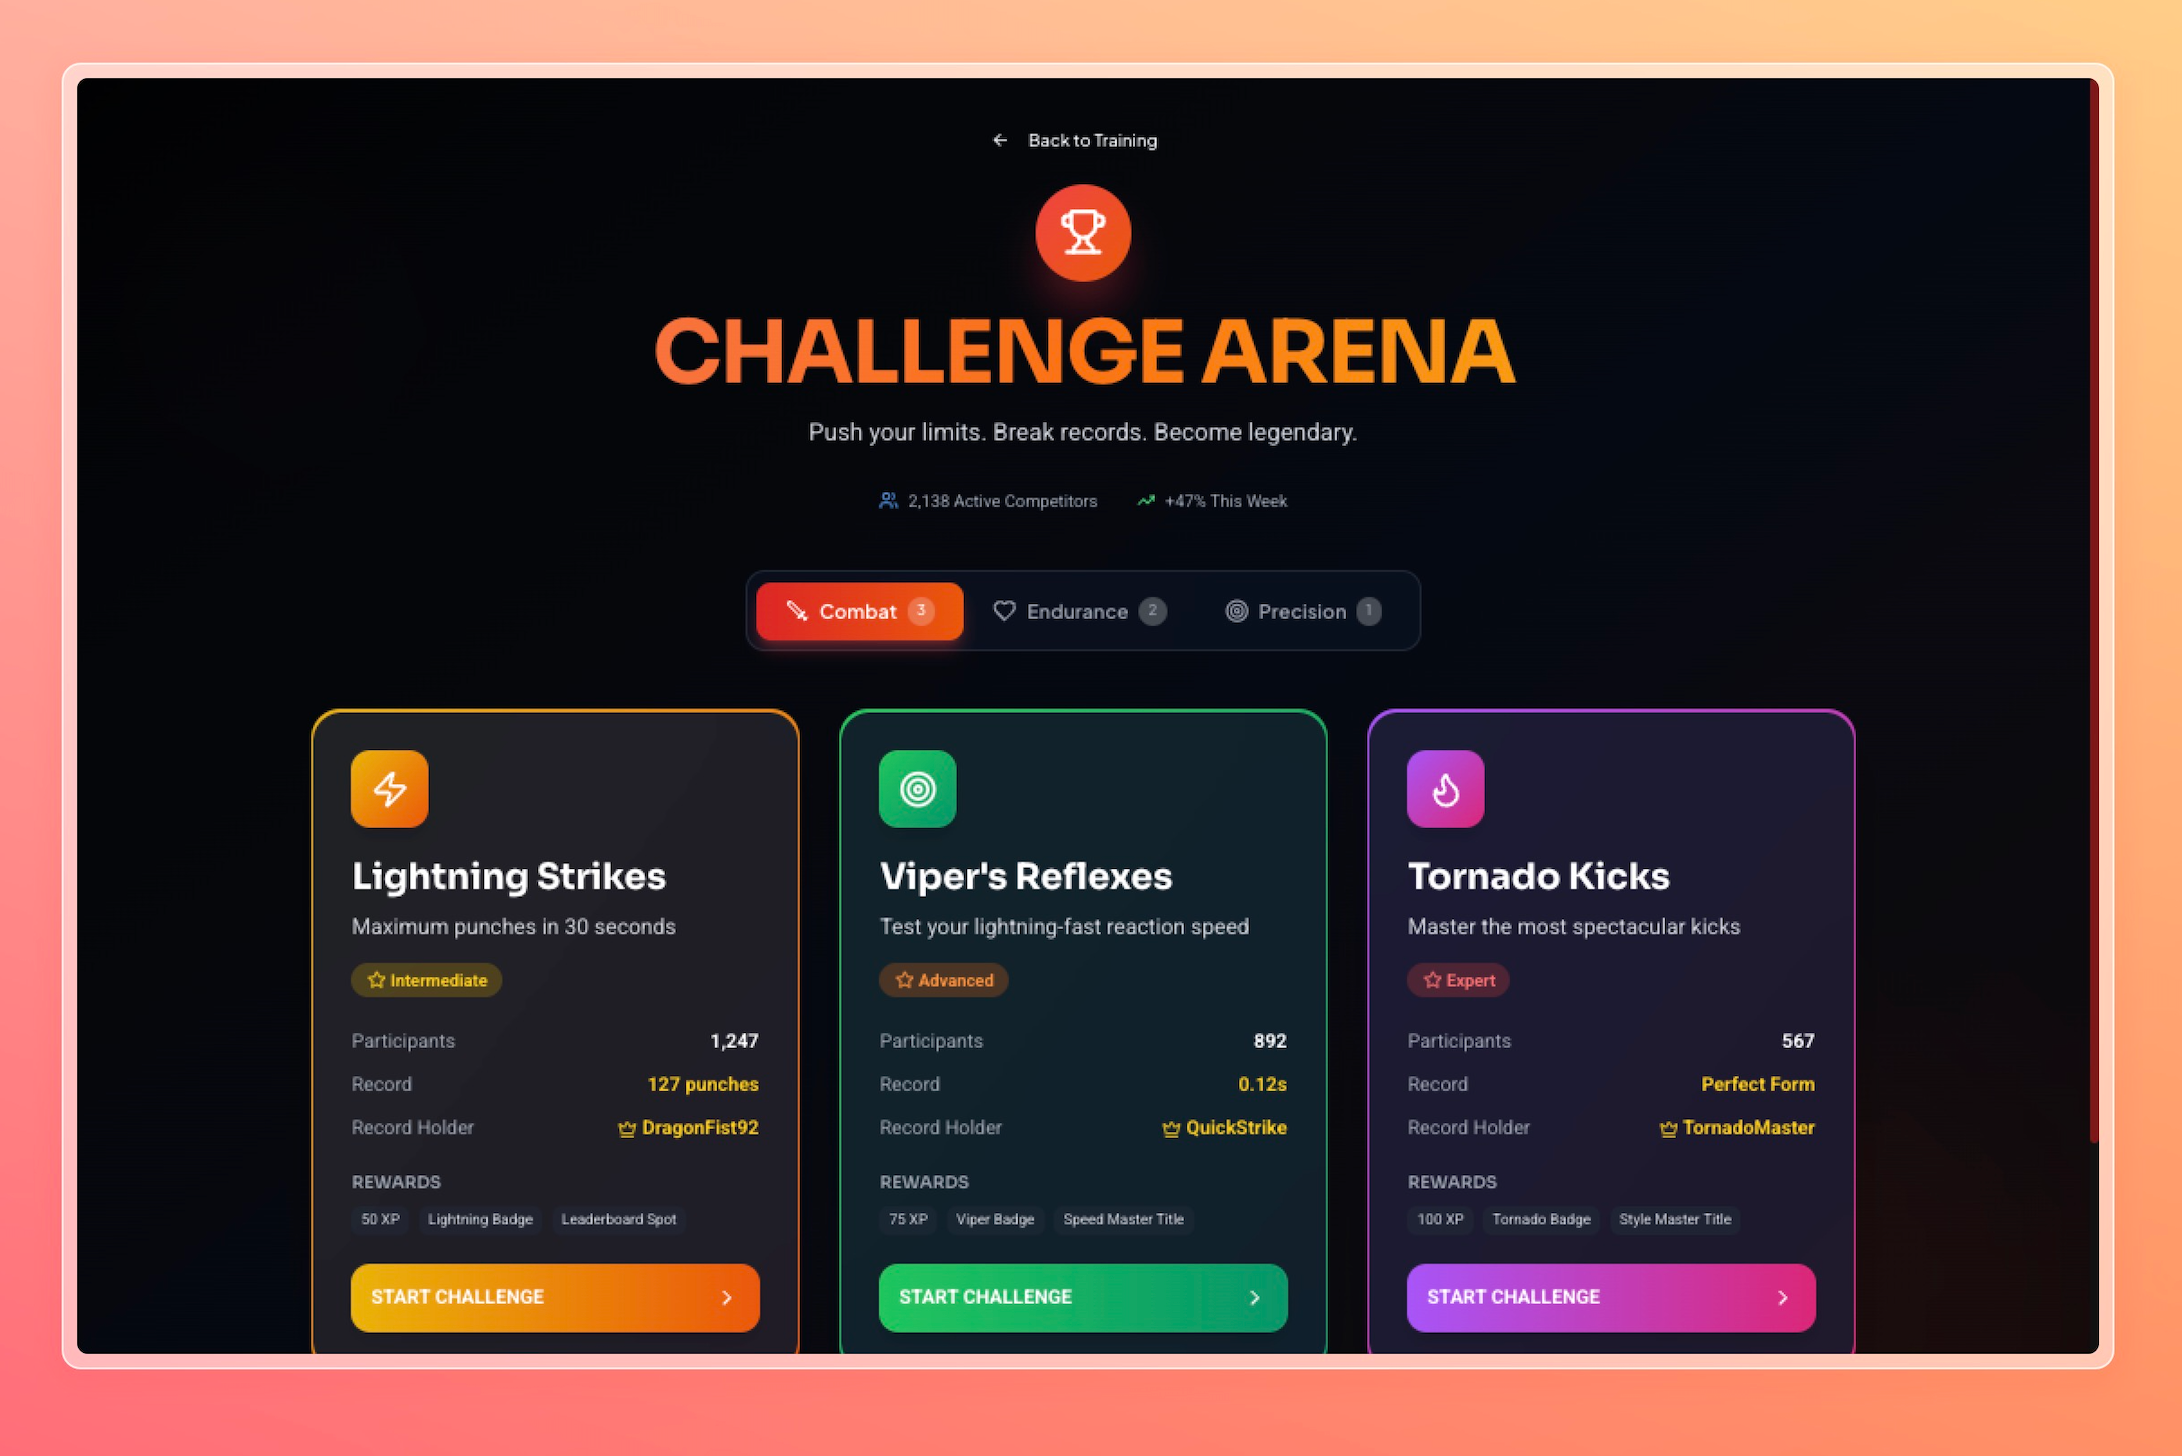 Back to Training
CHALLENGE ARENA
Push your limits. Break records. Become legendary.
2,138 Active Competitors
+47% This Week
Combat 3
Endurance 2
Precision 1
Lightning Strikes
Maximum punches in 30 seconds
Intermediate
Participants 1,247
Record 127 punches
Record Holder DragonFist92
REWARDS
50 XP Lightning Badge Leaderboard Spot
START CHALLENGE
Viper's Reflexes
Test your lightning-fast reaction speed
Advanced
Participants 892
Record 0.12s
Record Holder QuickStrike
REWARDS
75 XP Viper Badge Speed Master Title
START CHALLENGE
Tornado Kicks
Master the most spectacular kicks
Expert
Participants 567
Record Perfect Form
Record Holder TornadoMaster
REWARDS
100 XP Tornado Badge Style Master Title
START CHALLENGE